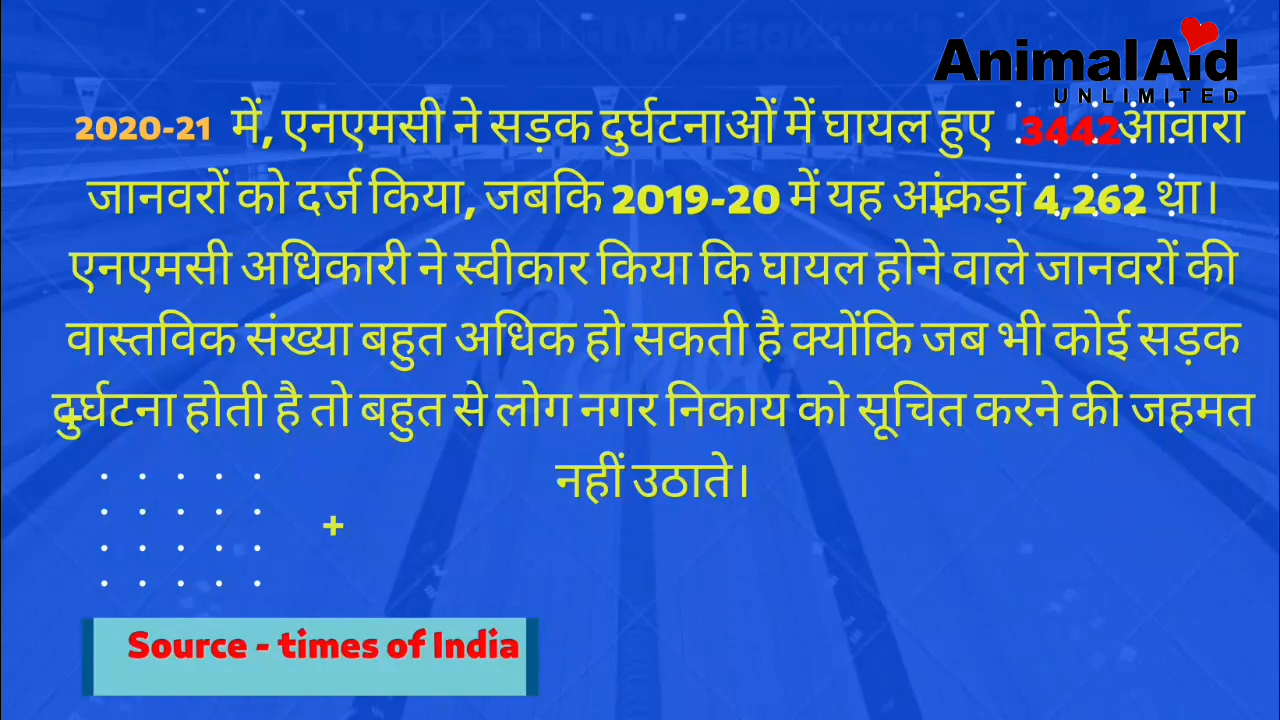 AnimalAid
UNLIMITED
2020-21 में, एनएमसी ने सड़क दुर्घटनाओं में घायल हुए 3442आवारा
जानवरों को दर्ज किया, जबकि 2019-20 में यह आंकड़ा 4,262 था।
एनएमसी अधिकारी ने स्वीकार किया कि घायल होने वाले जानवरों की
वास्तविक संख्या बहुत अधिक हो सकती है क्योंकि जब भी कोई सड़क
दुर्घटना होती है तो बहुत से लोग नगर निकाय को सूचित करने की जहमत
नहीं उठाते।
Source - times of India